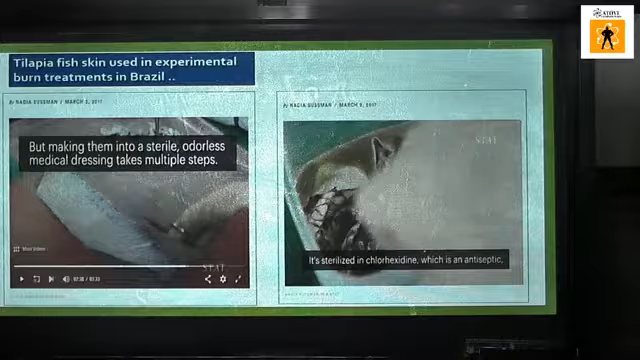 Tilapia fish skin used in experimental
burn treatments in Brazil ..
By NADIA SUSSMAN / MARCH 2, 2017
But making them into a sterile, odorless
medical dressing takes multiple steps.
More Videos
STAT
By NADIA SUSSMAN / MARCH 2, 2017
STAT
It's sterilized in chlorhexidine, which is an antiseptic,